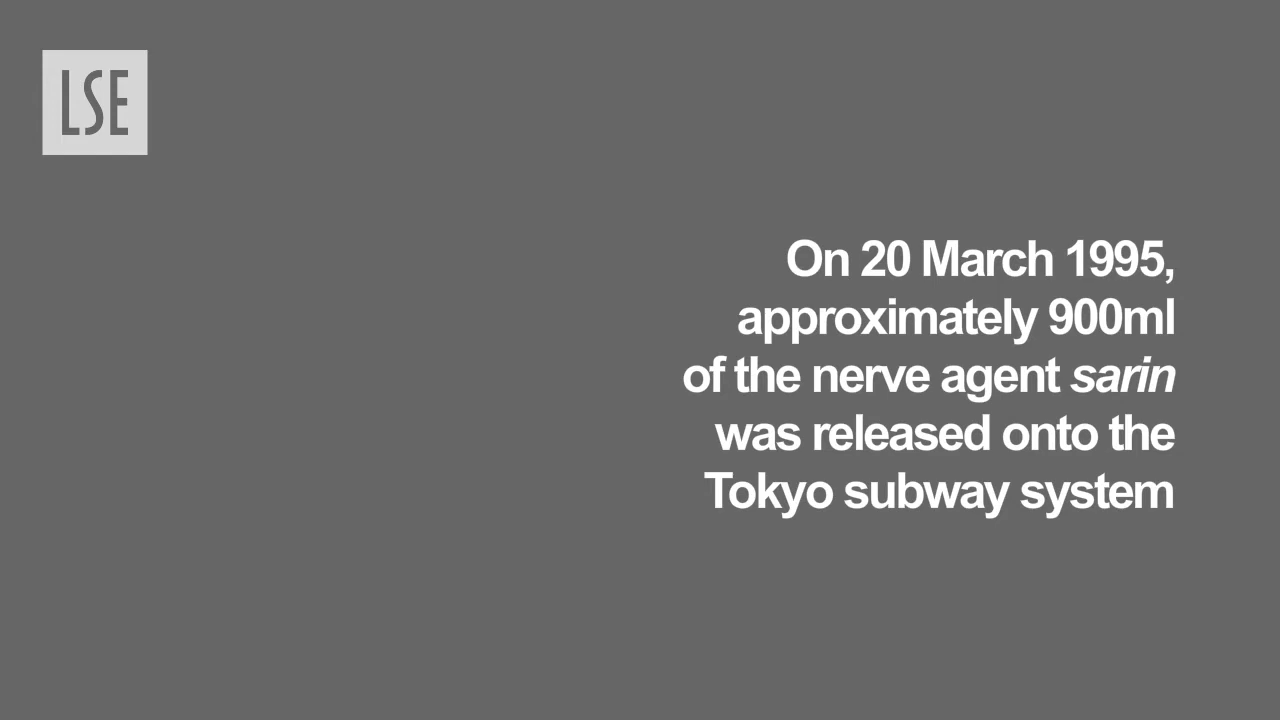 LSE
On 20 March 1995,
approximately 900ml
of the nerve agent sarin
was released onto the
Tokyo subway system